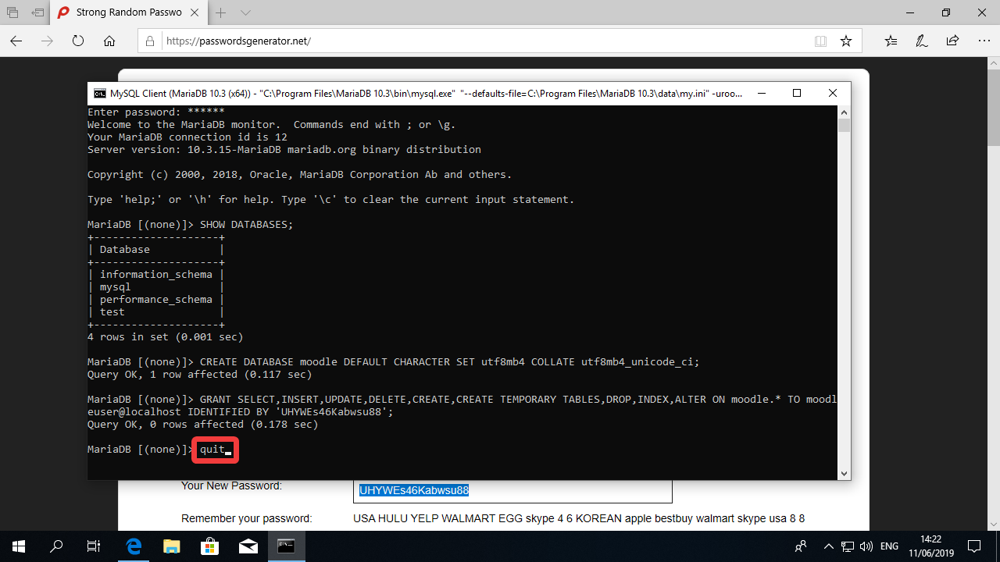 Strong Random Passwo
https://passwordsgenerator.net/
MySQL Client (MariaDB 10.3 (x64)) - "C:\Program Files\MariaDB 10.3\bin\mysql.exe" "--defaults-file=C:\Program Files\MariaDB 10.3\data\my.ini" -uroo...
Enter password: ******
Welcome to the MariaDB monitor.  Commands end with ; or \g.
Your MariaDB connection id is 12
Server version: 10.3.15-MariaDB mariadb.org binary distribution
Copyright (c) 2000, 2018, Oracle, MariaDB Corporation Ab and others.
Type 'help;' or '\h' for help. Type '\c' to clear the current input statement.
MariaDB [(none)]> SHOW DATABASES;
+--------------------+
| Database           |
+--------------------+
| information_schema |
| mysql              |
| performance_schema |
| test               |
+--------------------+
4 rows in set (0.001 sec)
MariaDB [(none)]> CREATE DATABASE moodle DEFAULT CHARACTER SET utf8mb4 COLLATE utf8mb4_unicode_ci;
Query OK, 1 row affected (0.117 sec)
MariaDB [(none)]> GRANT SELECT,INSERT,UPDATE,DELETE,CREATE,CREATE TEMPORARY TABLES,DROP,INDEX,ALTER ON moodle.* TO moodl
euser@localhost IDENTIFIED BY 'UHYWEs46Kabwsu88';
Query OK, 0 rows affected (0.178 sec)
MariaDB [(none)]> quit
Your New Password:
UHYWEs46Kabwsu88
Remember your password:
USA HULU YELP WALMART EGG skype 4 6 KOREAN apple bestbuy walmart skype usa 8 8
ENG
14:22
11/06/2019